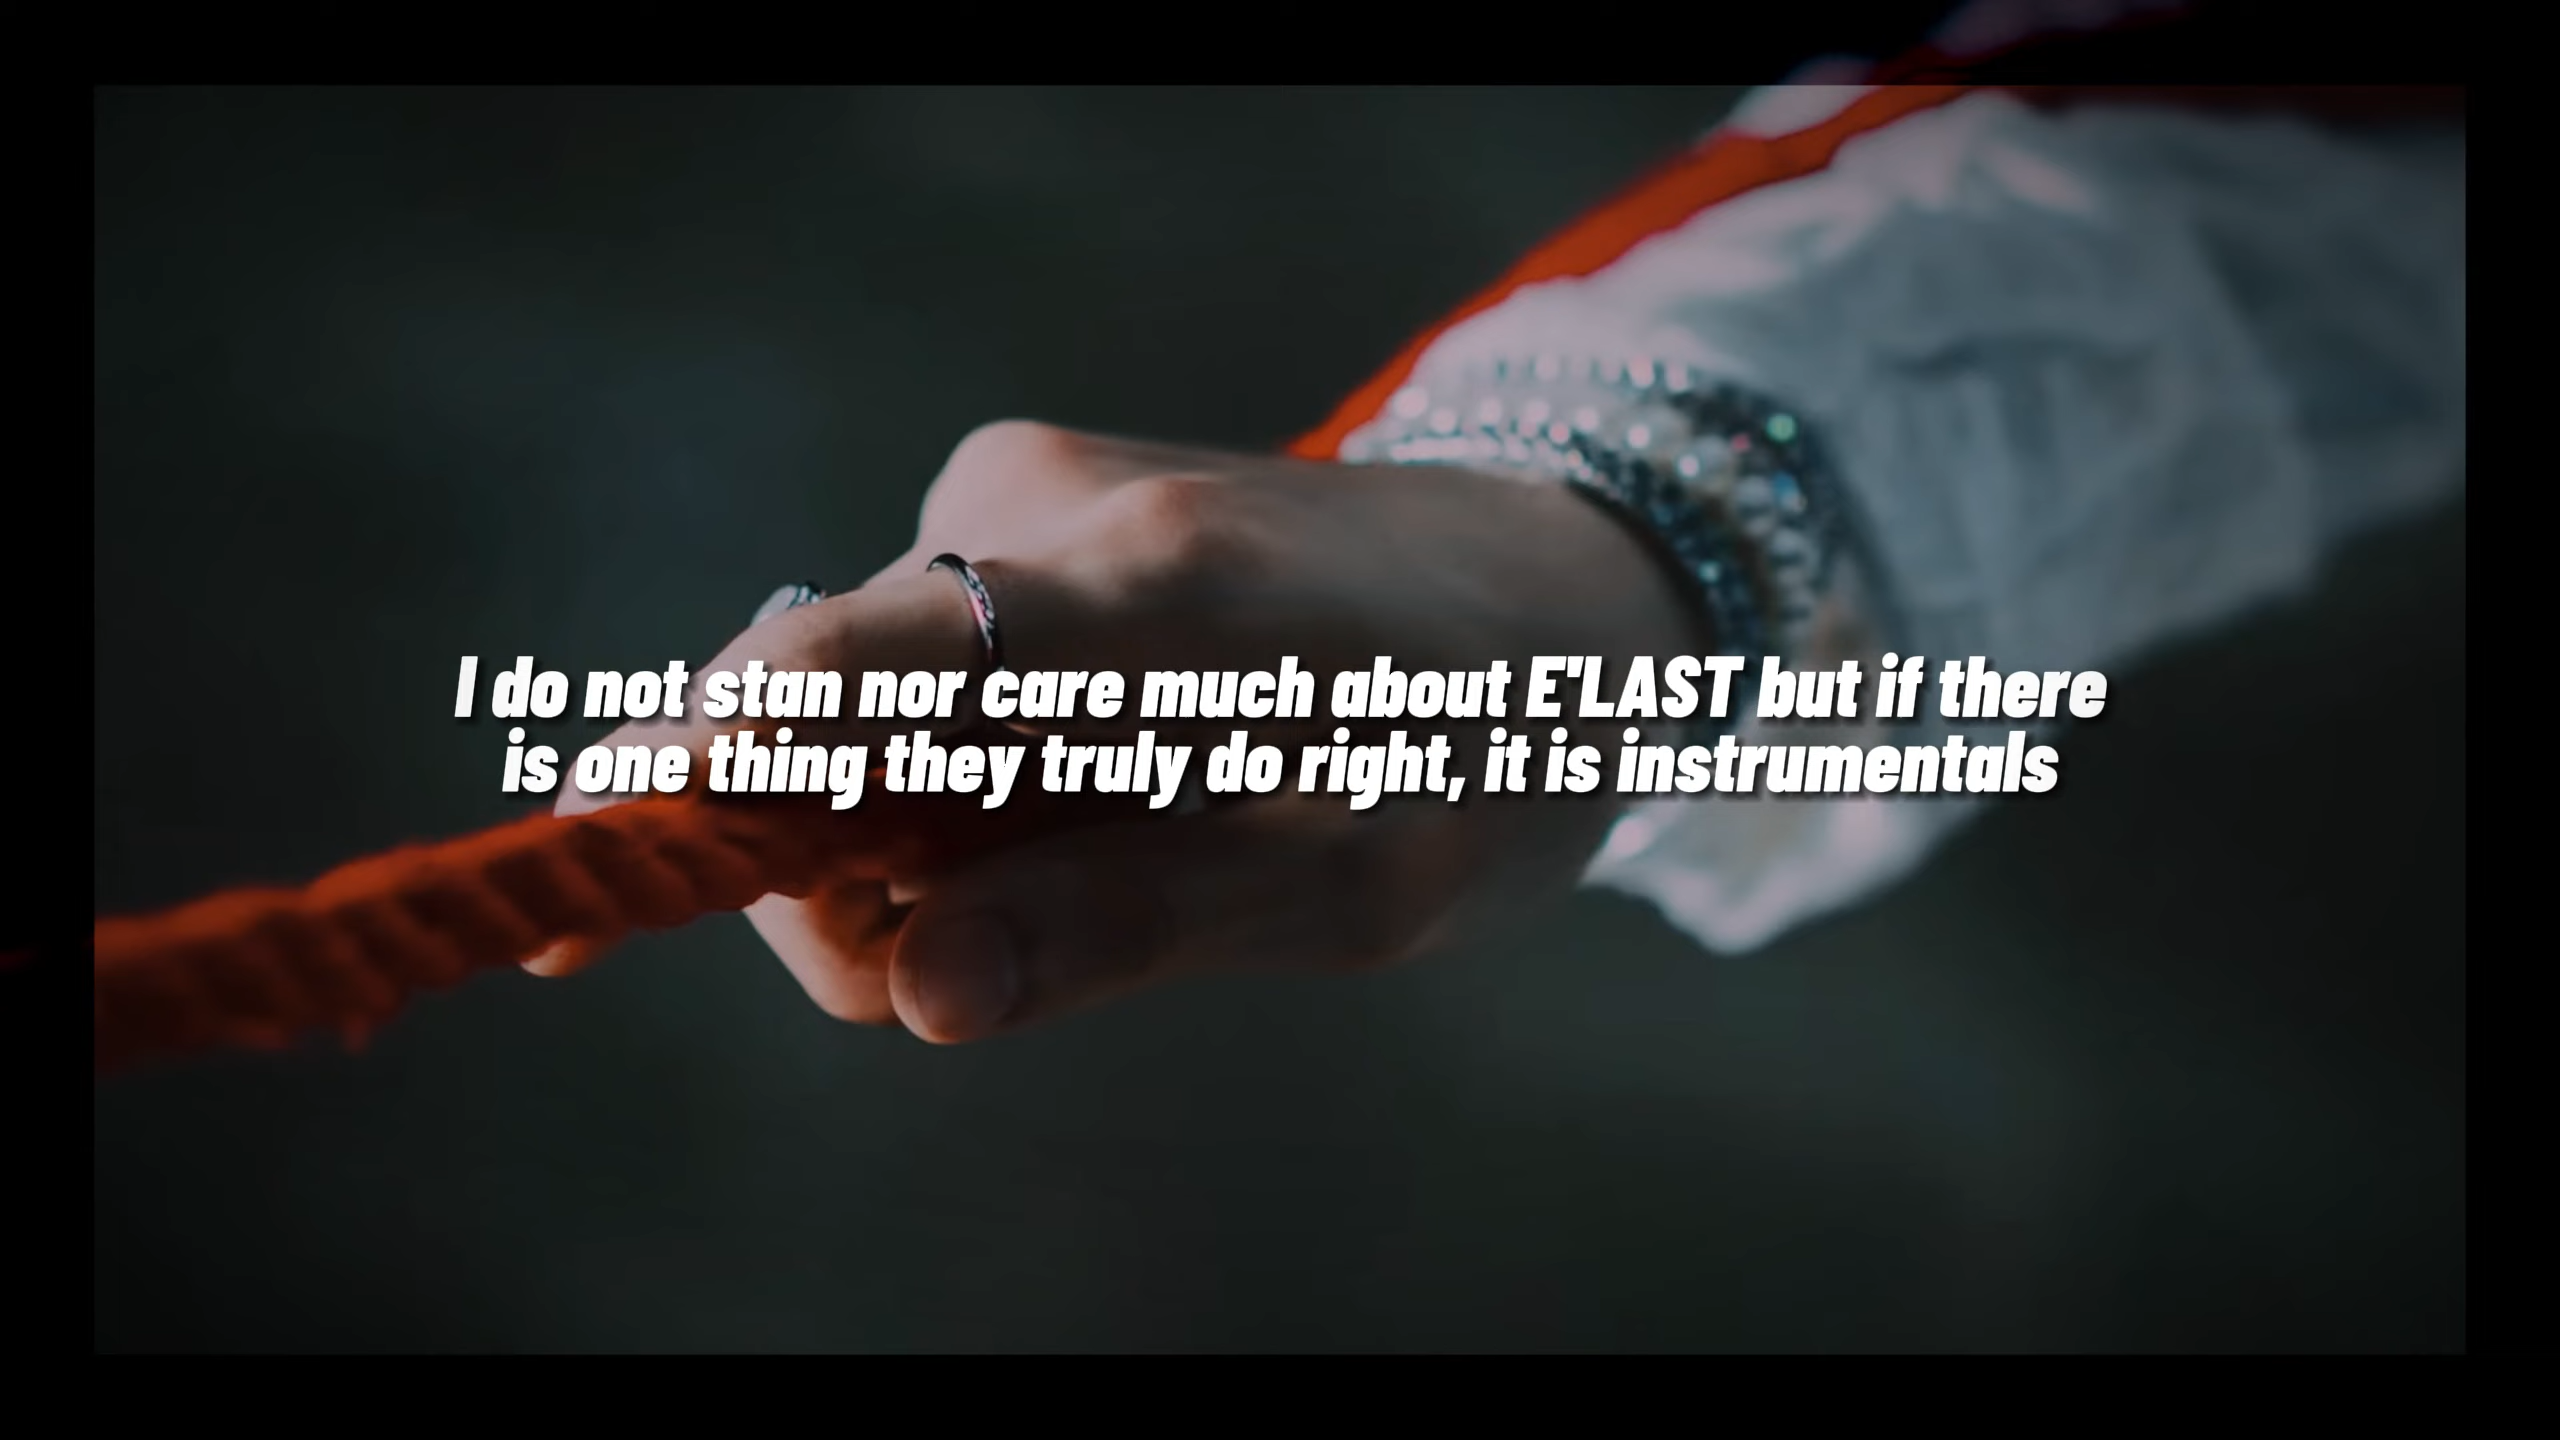 I do not stan nor care much about E'LAST but if there
is one thing they truly do right, it is instrumentals